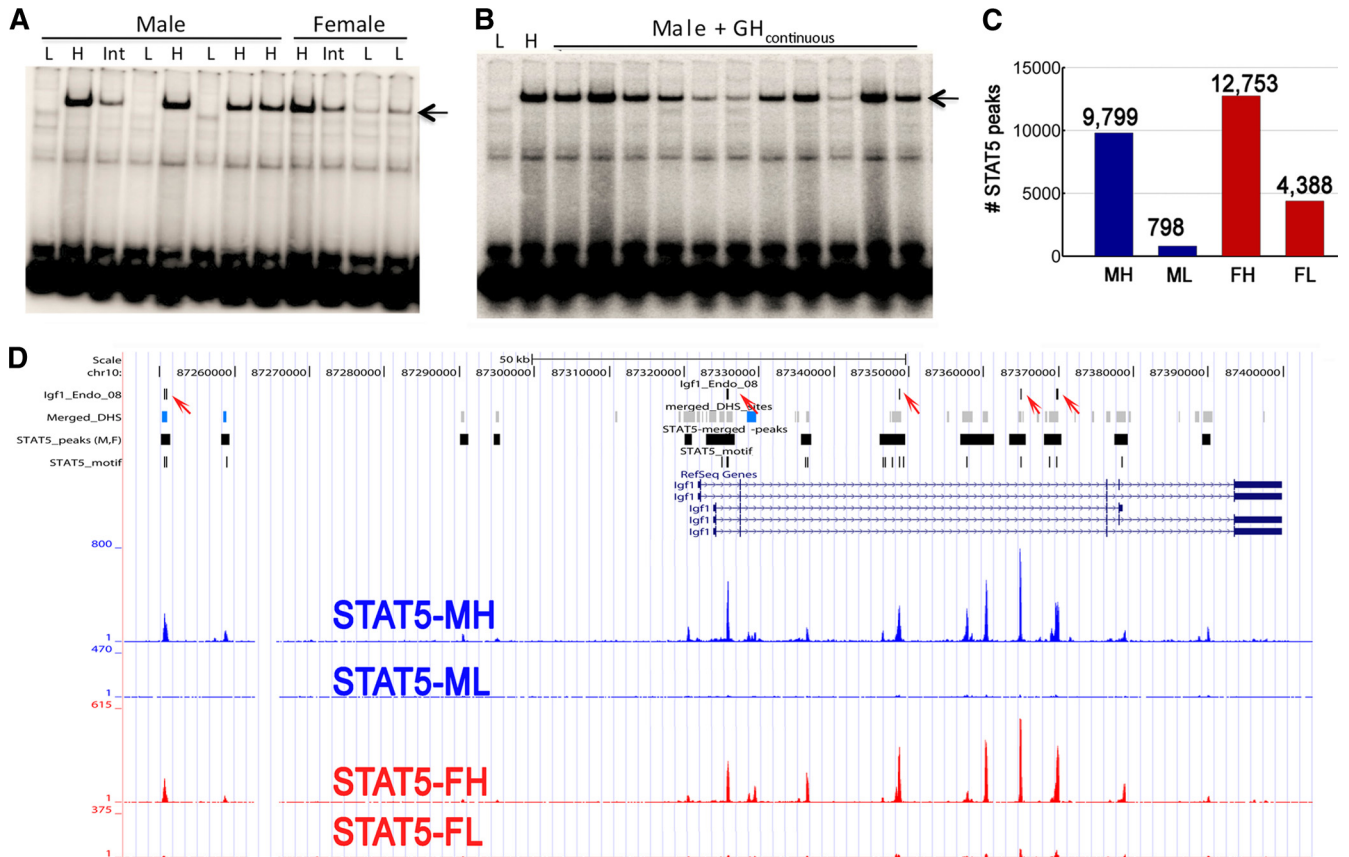 A
Male
Female
L H Int L H L H H H Int L L
B
Male + GHcontinuous
L H
C
# STAT5 peaks
15000
10000
5000
0
9,799
798
12,753
4,388
MH ML FH FL
D
Scale
50 kb
chr10:
87260000 87270000 87280000 87290000 87300000 87310000 87320000 87330000 87340000 87350000 87360000 87370000 87380000 87390000 87400000
Igf1_Endo_08
Igf1_Endo_08
Merged_DHS
merged_DHS_sites
STAT5_peaks (M,F)
STAT5-merged -peaks
STAT5_motif
STAT5_motif
RefSeq Genes
Igf1
Igf1
Igf1
Igf1
Igf1
800
STAT5-MH
1
470
STAT5-ML
1
615
STAT5-FH
1
375
STAT5-FL
1